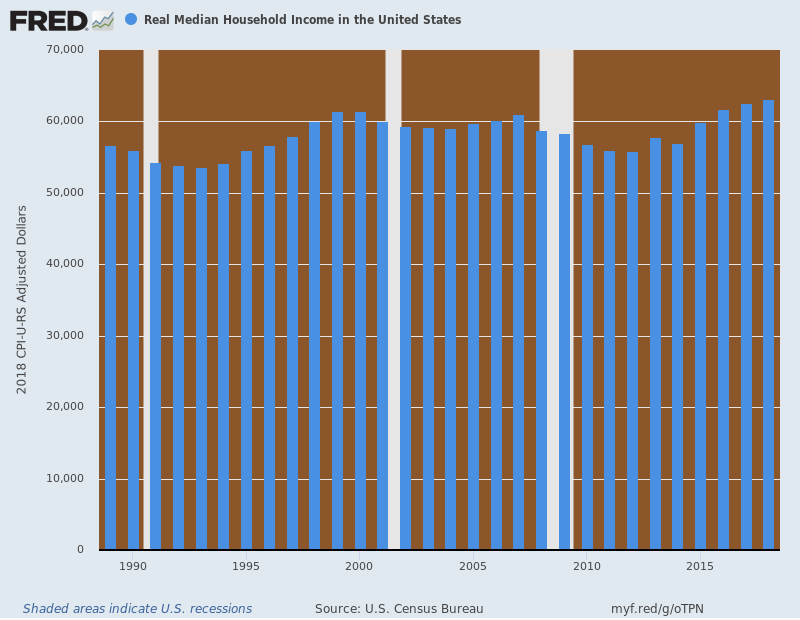 FRED
Real Median Household Income in the United States
70,000
60,000
50,000
40,000
30,000
20,000
10,000
0
2018 CPI-U-RS Adjusted Dollars
1990
1995
2000
2005
2010
2015
Shaded areas indicate U.S. recessions
Source: U.S. Census Bureau
myf.red/g/oTPN